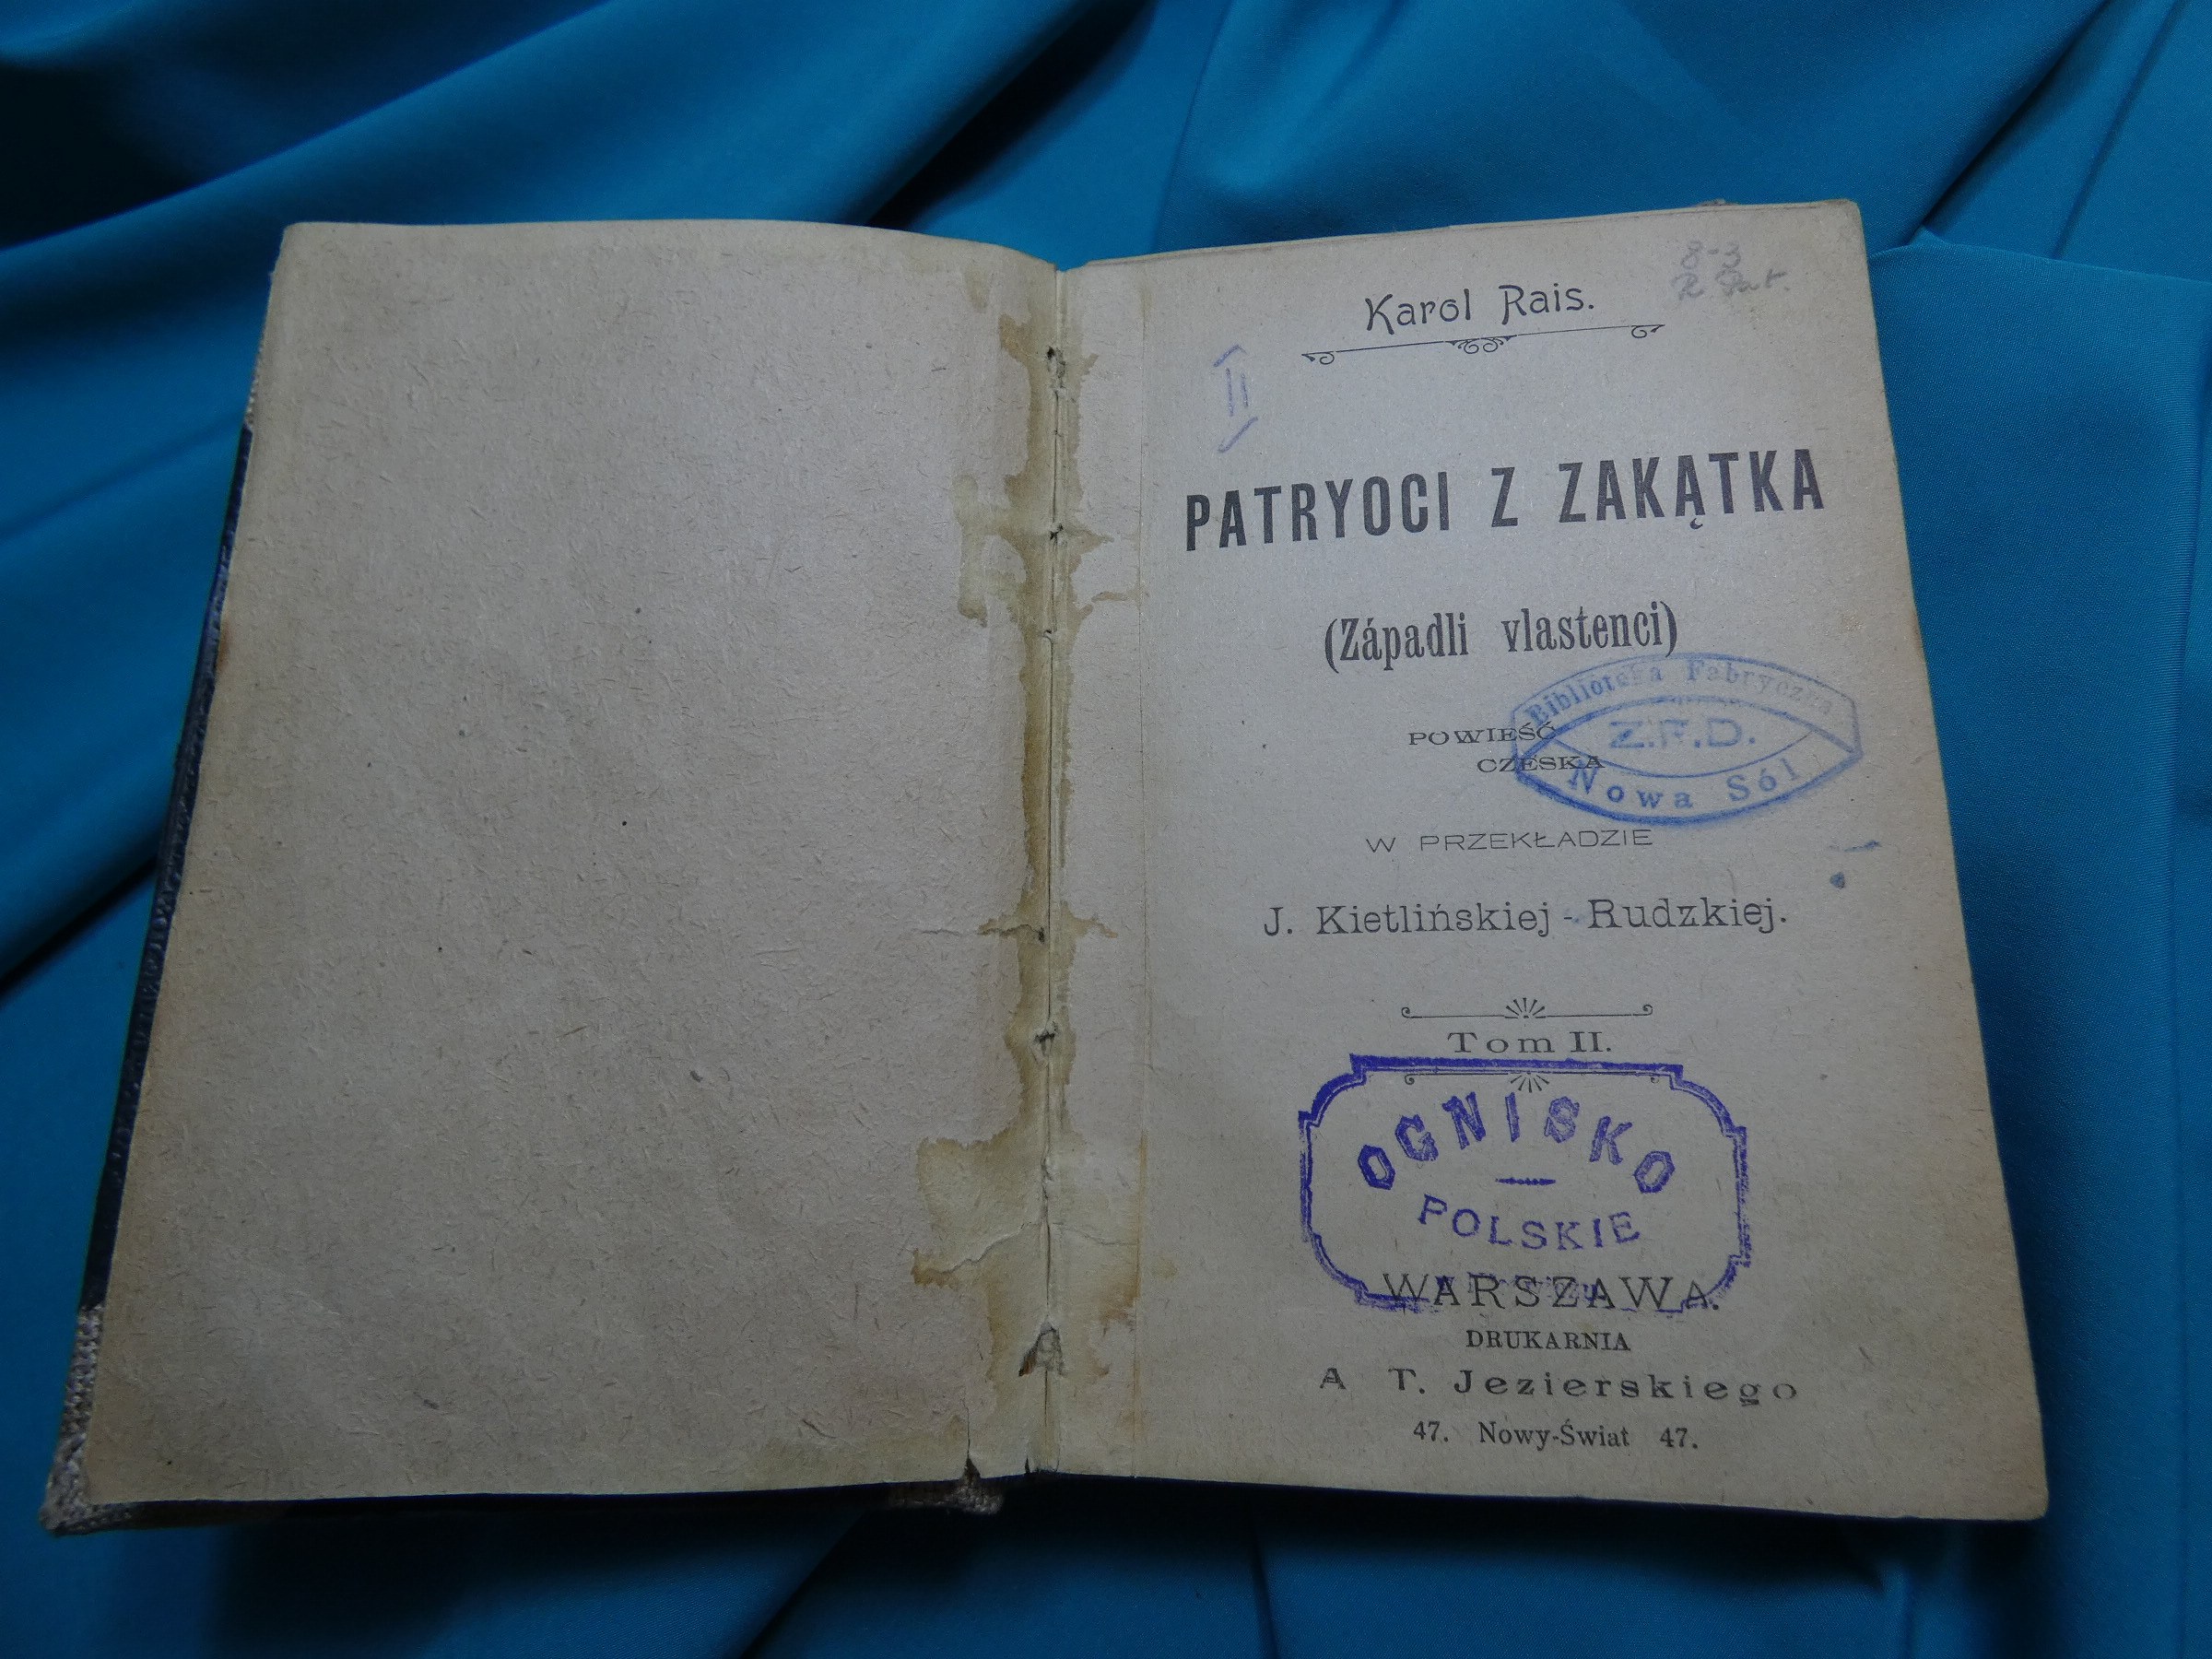 8-3
R Pat.
Karol Rais.
II
PATRYOCI Z ZAKĄTKA
(Západli vlastenci)
Biblioteka Fabryczna
Z.F.D.
Nowa Sól
POWIEŚĆ
CZESKA
W PRZEKŁADZIE
J. Kietlińskiej - Rudzkiej.
Tom II.
OGNISKO
POLSKIE
WARSZAWA.
DRUKARNIA
A T. Jezierskiego
47. Nowy-Świat 47.